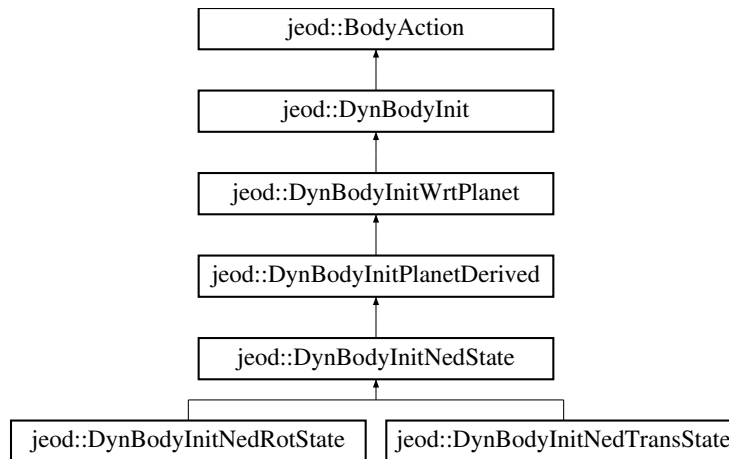 jeod::BodyAction
jeod::DynBodyInit
jeod::DynBodyInitWrtPlanet
jeod::DynBodyInitPlanetDerived
jeod::DynBodyInitNedState
jeod::DynBodyInitNedRotState
jeod::DynBodyInitNedTransState